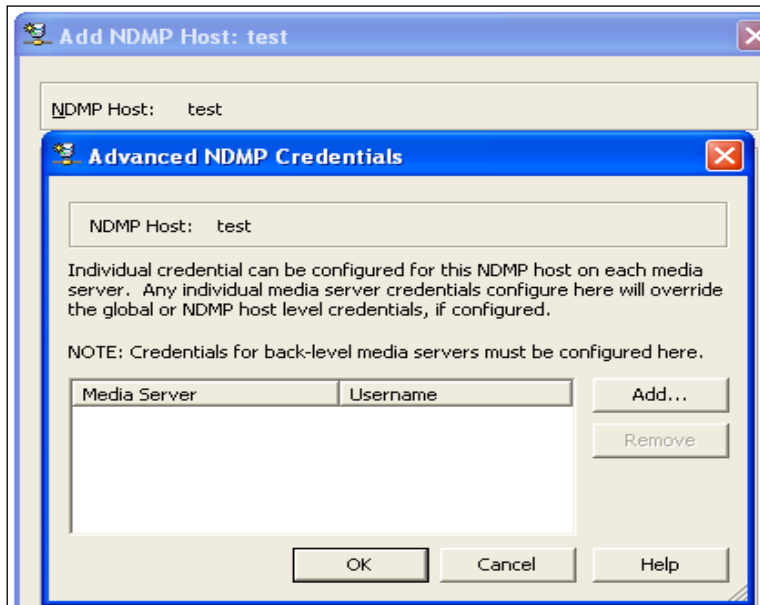 Add NDMP Host: test
NDMP Host: test
Advanced NDMP Credentials
NDMP Host: test
Individual credential can be configured for this NDMP host on each media
server. Any individual media server credentials configure here will override
the global or NDMP host level credentials, if configured.
NOTE: Credentials for back-level media servers must be configured here.
Media Server Username
Add...
Remove
OK Cancel Help